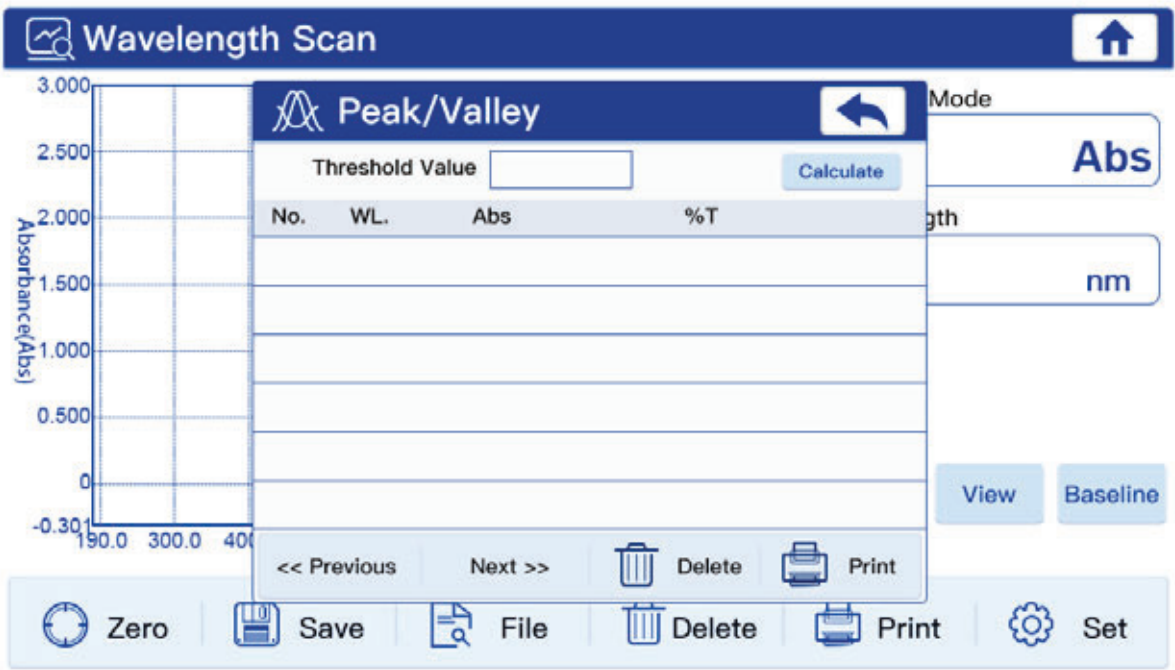 Wavelength Scan
Peak/Valley
Threshold Value
Calculate
No. WL. Abs %T
<< Previous Next >> Delete Print
Absorbance(Abs)
3.000
2.500
2.000
1.500
1.000
0.500
0
-0.301
190.0 300.0 40
Mode
Abs
gth
nm
View Baseline
Zero Save File Delete Print Set